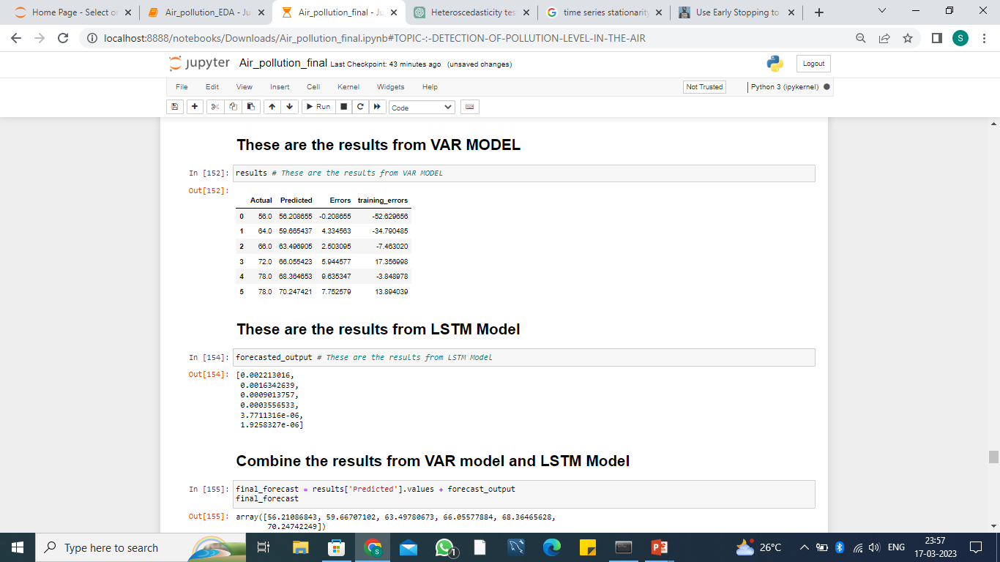 Home Page - Select or
Air_pollution_EDA - Ju
Air_pollution_final - Ju
Heteroscedasticity tes
time series stationarity
Use Early Stopping to
localhost:8888/notebooks/Downloads/Air_pollution_final.ipynb#TOPIC-:-DETECTION-OF-POLLUTION-LEVEL-IN-THE-AIR
S
jupyter Air_pollution_final Last Checkpoint: 43 minutes ago (unsaved changes)
Logout
File Edit View Insert Cell Kernel Widgets Help
Not Trusted
Python 3 (ipykernel)
Run
Code
These are the results from VAR MODEL
In [152]: results # These are the results from VAR MODEL
Out[152]:
Actual Predicted Errors training_errors
0 56.0 56.208655 -0.208655 -52.629656
1 64.0 59.665437 4.334563 -34.790485
2 66.0 63.496905 2.503095 -7.463020
3 72.0 66.055423 5.944577 17.356998
4 78.0 68.364653 9.635347 -3.848978
5 78.0 70.247421 7.752579 13.894039
These are the results from LSTM Model
In [154]: forecasted_output # These are the results from LSTM Model
Out[154]: [0.002213016,
0.0016342639,
0.0009013757,
0.0003556533,
3.7711316e-06,
1.9258327e-06]
Combine the results from VAR model and LSTM Model
In [155]: final_forecast = results['Predicted'].values + forecast_output
final_forecast
Out[155]: array([56.21086843, 59.66707102, 63.49780673, 66.05577884, 68.36465628,
70.24742249])
Type here to search
1
26°C
ENG
23:57
17-03-2023